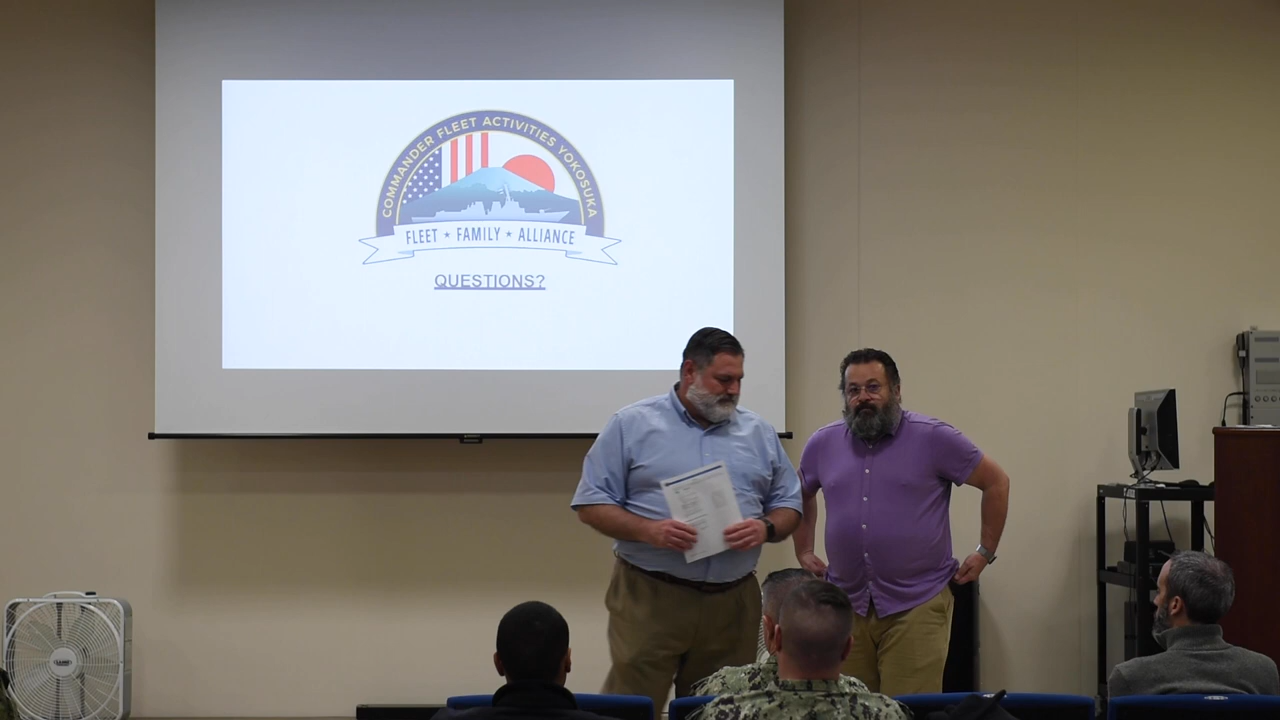 COMMANDER FLEET ACTIVITIES YOKOSUKA
FLEET ★ FAMILY ★ ALLIANCE
QUESTIONS?